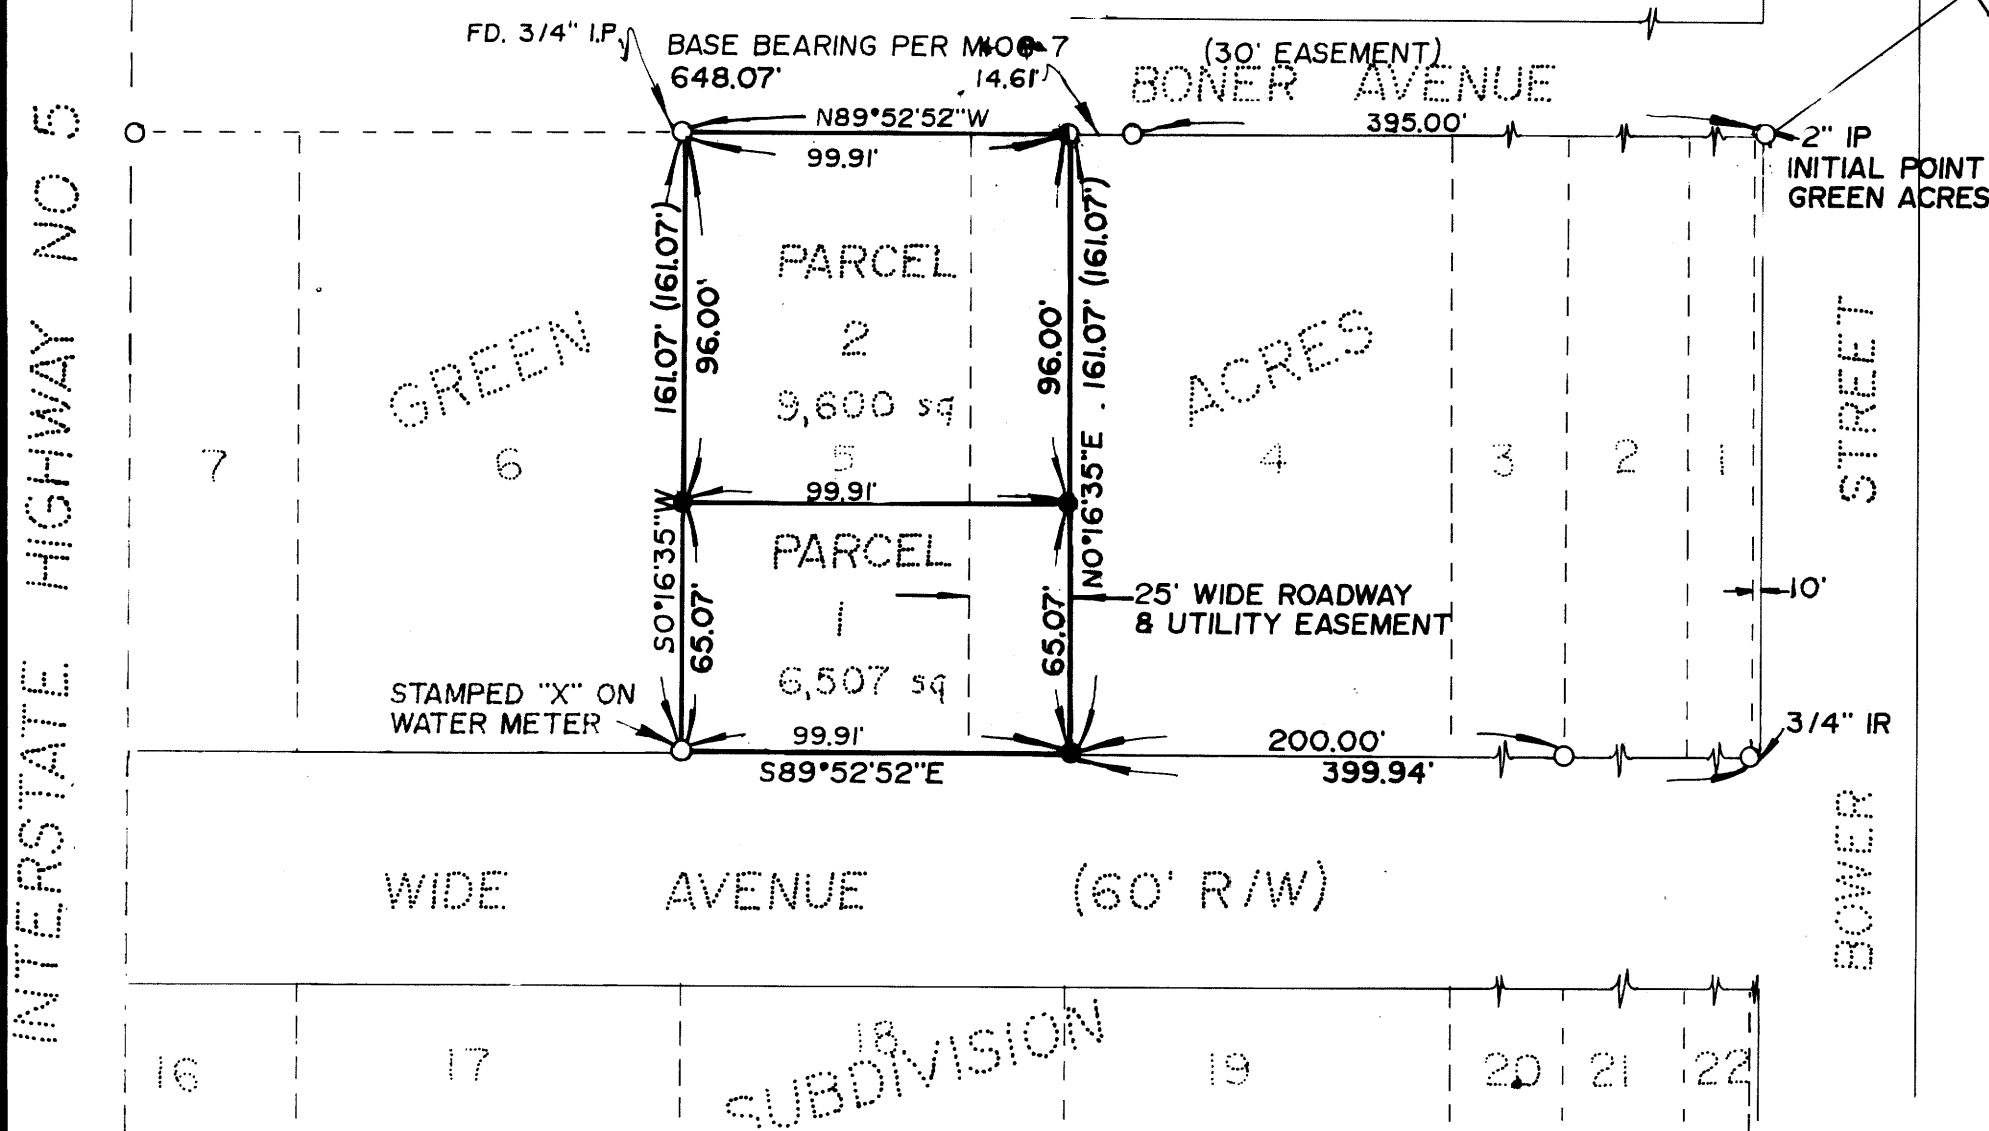 FD. 3/4" I.P.
BASE BEARING PER
648.07'
14.61'
(30' EASEMENT)
BONER AVENUE
N89°52'52"W
99.91'
395.00'
2" IP
INITIAL POINT
GREEN ACRES
INTERSTATE HIGHWAY NO 5
161.07' (161.07')
96.00'
PARCEL
2
9,600 sq
96.00'
N0°16'35"E 161.07' (161.07')
GREEN
ACRES
7
6
5
4
3
2
1
STREET
99.91'
S0°16'35"W
65.07'
PARCEL
1
6,507 sq
65.07'
25' WIDE ROADWAY
& UTILITY EASEMENT
10'
STAMPED "X" ON
WATER METER
99.91'
S89°52'52"E
200.00'
399.94'
3/4" IR
BOWER
WIDE AVENUE (60' R/W)
16
17
18
SUBDIVISION
19
20
21
22